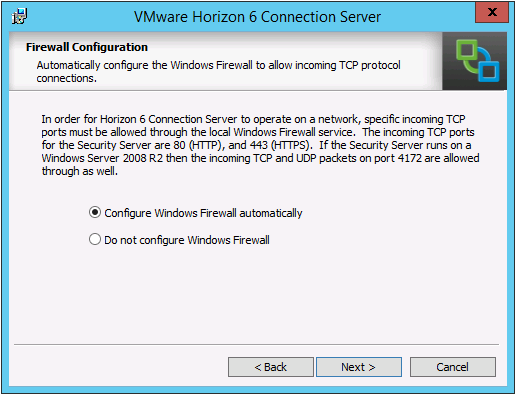 VMware Horizon 6 Connection Server
x
Firewall Configuration
Automatically configure the Windows Firewall to allow incoming TCP protocol
connections.
In order for Horizon 6 Connection Server to operate on a network, specific incoming TCP
ports must be allowed through the local Windows Firewall service.  The incoming TCP ports
for the Security Server are 80 (HTTP), and 443 (HTTPS).  If the Security Server runs on a
Windows Server 2008 R2 then the incoming TCP and UDP packets on port 4172 are allowed
through as well.
Configure Windows Firewall automatically
Do not configure Windows Firewall
< Back
Next >
Cancel